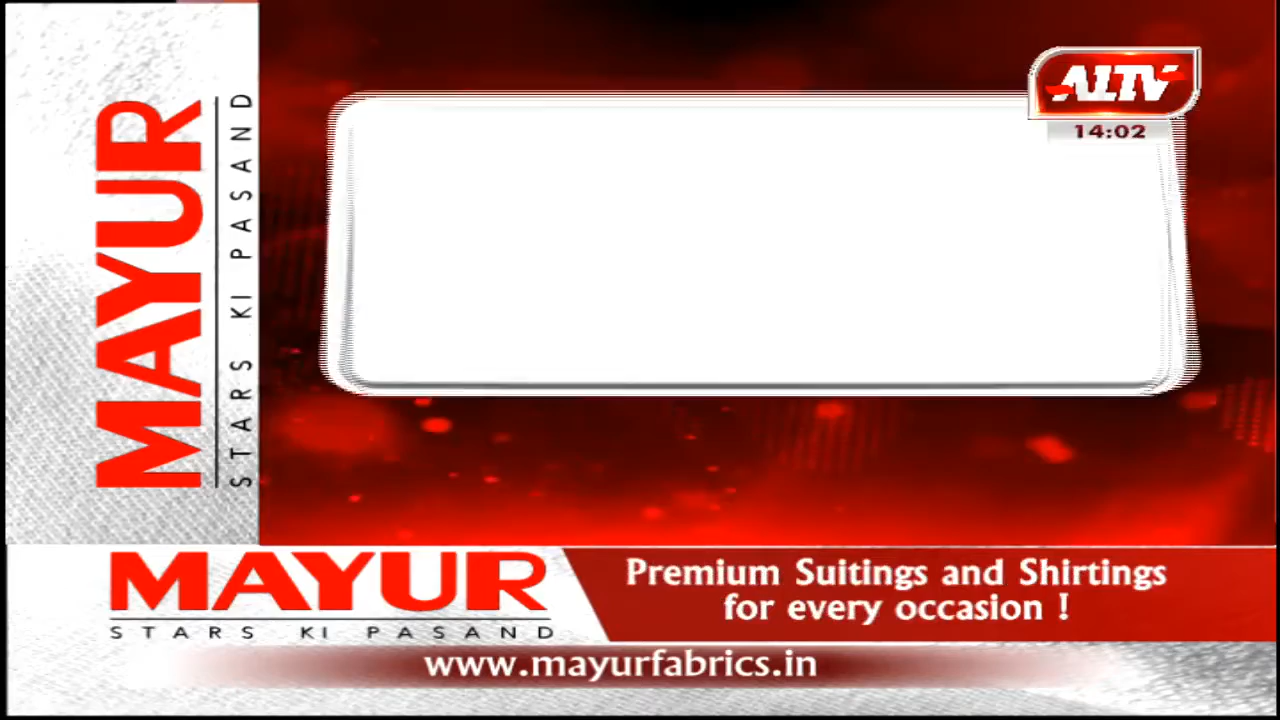 MAYUR
STARS KI PASAND
ALTV
14:02
MAYUR
STARS KI PASAND
Premium Suitings and Shirtings
for every occasion !
www.mayurfabrics.in